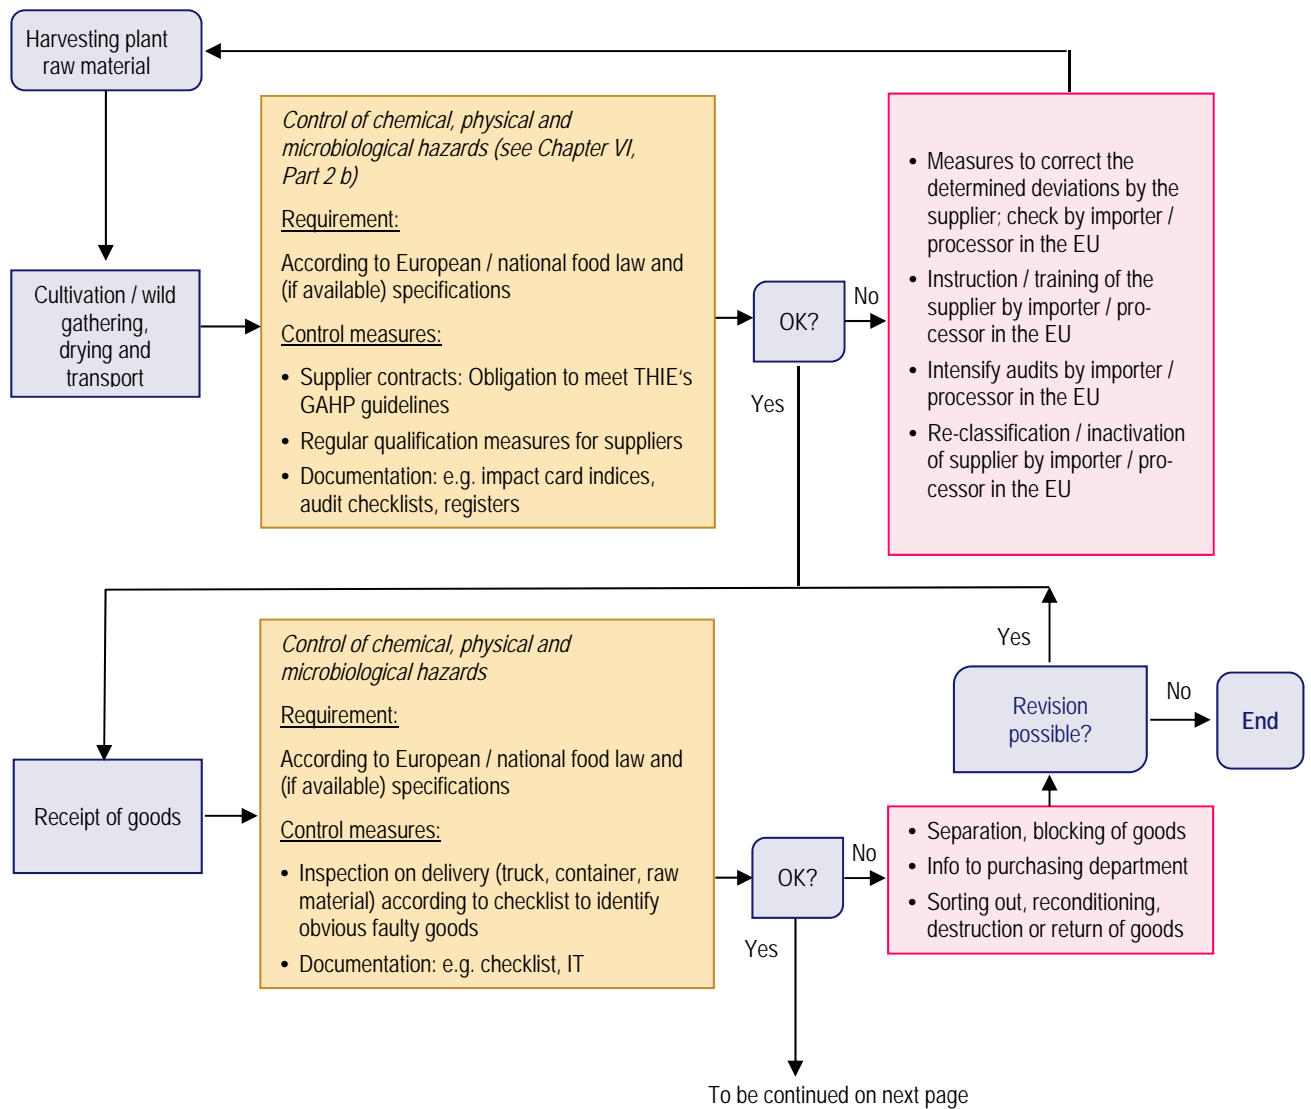 Harvesting plant
raw material
Control of chemical, physical and
microbiological hazards (see Chapter VI,
Part 2 b)
Requirement:
According to European / national food law and
(if available) specifications
Control measures:
• Supplier contracts: Obligation to meet THIE‘s
GAHP guidelines
• Regular qualification measures for suppliers
• Documentation: e.g. impact card indices,
audit checklists, registers
Cultivation / wild
gathering,
drying and
transport
OK?
No
Yes
• Measures to correct the
determined deviations by the
supplier; check by importer /
processor in the EU
• Instruction / training of the
supplier by importer / pro-
cessor in the EU
• Intensify audits by importer /
processor in the EU
• Re-classification / inactivation
of supplier by importer / pro-
cessor in the EU
Receipt of goods
Control of chemical, physical and
microbiological hazards
Requirement:
According to European / national food law and
(if available) specifications
Control measures:
• Inspection on delivery (truck, container, raw
material) according to checklist to identify
obvious faulty goods
• Documentation: e.g. checklist, IT
OK?
No
Yes
• Separation, blocking of goods
• Info to purchasing department
• Sorting out, reconditioning,
destruction or return of goods
Revision
possible?
Yes
No
End
To be continued on next page